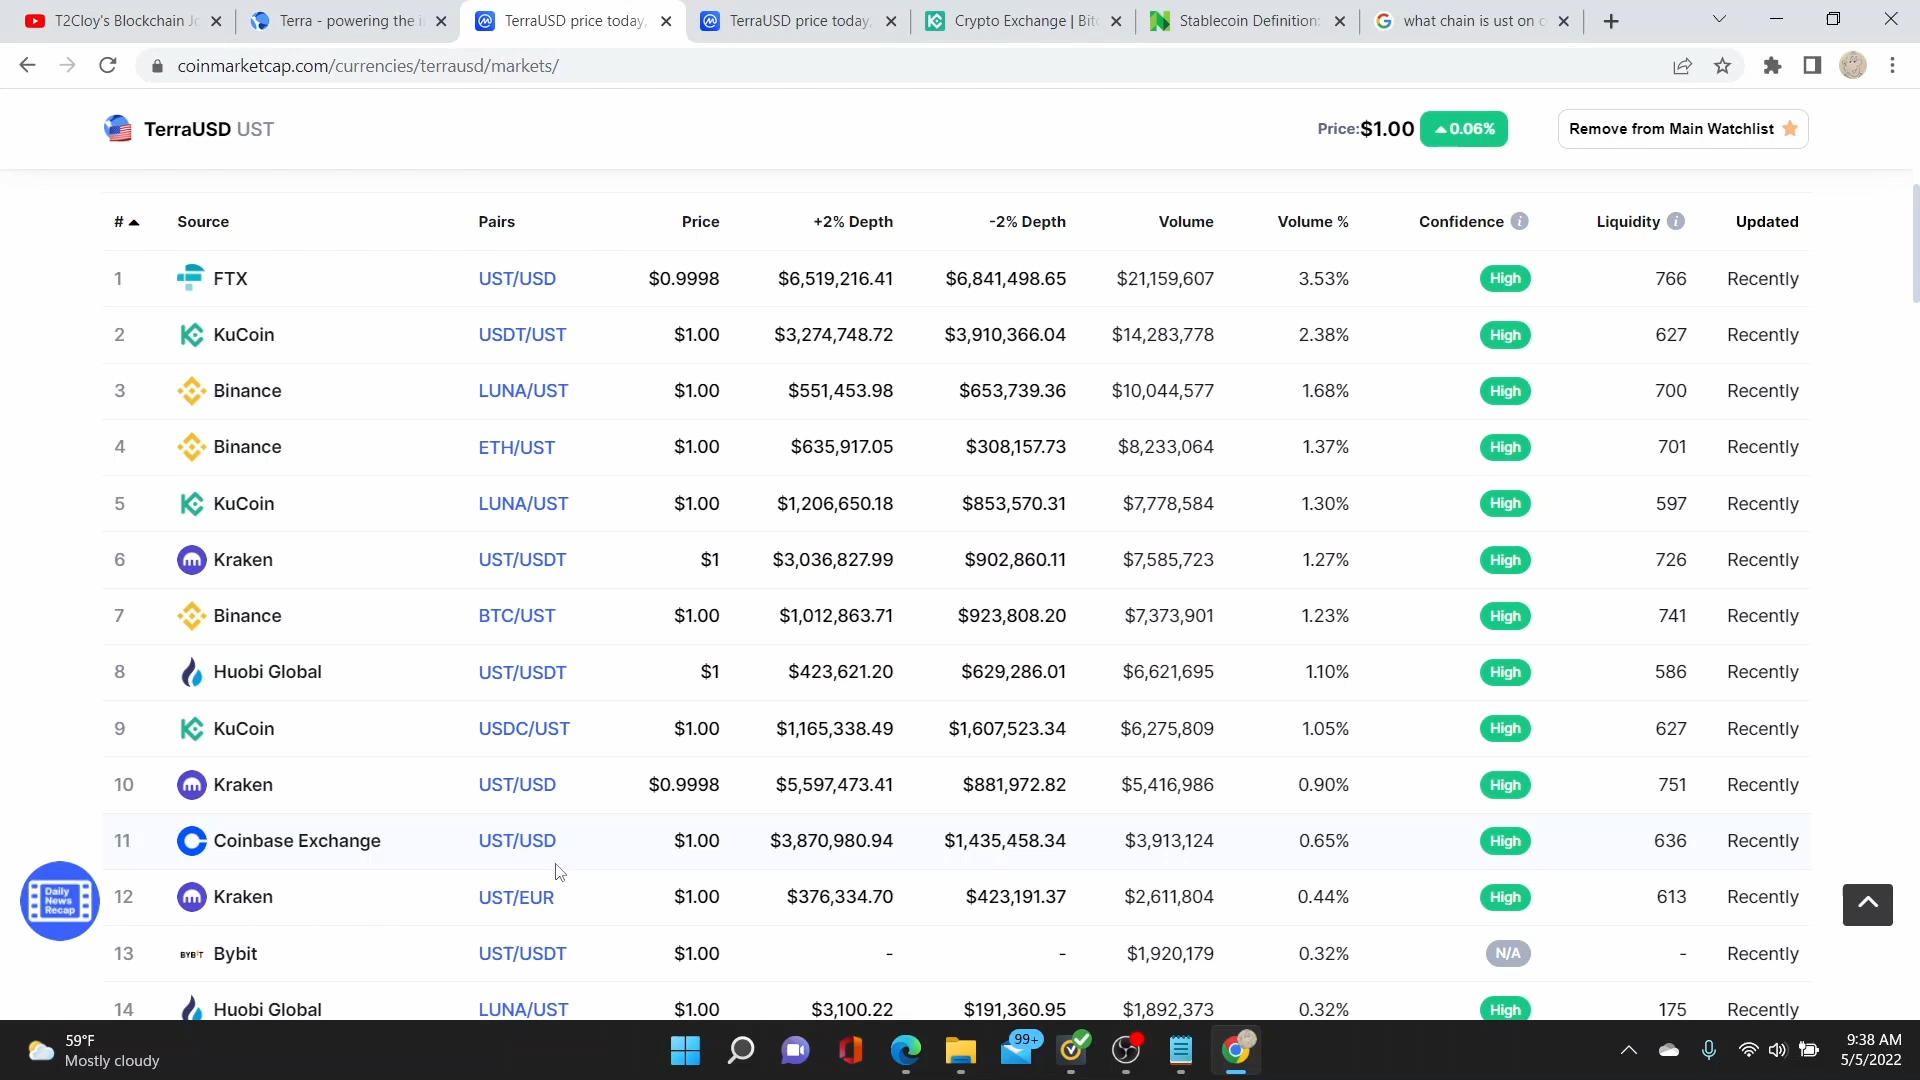 T2Cloy's Blockchain Jo
Terra - powering the in
TerraUSD price today,
TerraUSD price today,
Crypto Exchange | Bitc
Stablecoin Definition:
what chain is ust on c
coinmarketcap.com/currencies/terrausd/markets/
TerraUSD UST
Price:$1.00 0.06%
Remove from Main Watchlist
# Source Pairs Price +2% Depth -2% Depth Volume Volume % Confidence Liquidity Updated
1 FTX UST/USD $0.9998 $6,519,216.41 $6,841,498.65 $21,159,607 3.53% High 766 Recently
2 KuCoin USDT/UST $1.00 $3,274,748.72 $3,910,366.04 $14,283,778 2.38% High 627 Recently
3 Binance LUNA/UST $1.00 $551,453.98 $653,739.36 $10,044,577 1.68% High 700 Recently
4 Binance ETH/UST $1.00 $635,917.05 $308,157.73 $8,233,064 1.37% High 701 Recently
5 KuCoin LUNA/UST $1.00 $1,206,650.18 $853,570.31 $7,778,584 1.30% High 597 Recently
6 Kraken UST/USDT $1 $3,036,827.99 $902,860.11 $7,585,723 1.27% High 726 Recently
7 Binance BTC/UST $1.00 $1,012,863.71 $923,808.20 $7,373,901 1.23% High 741 Recently
8 Huobi Global UST/USDT $1 $423,621.20 $629,286.01 $6,621,695 1.10% High 586 Recently
9 KuCoin USDC/UST $1.00 $1,165,338.49 $1,607,523.34 $6,275,809 1.05% High 627 Recently
10 Kraken UST/USD $0.9998 $5,597,473.41 $881,972.82 $5,416,986 0.90% High 751 Recently
11 Coinbase Exchange UST/USD $1.00 $3,870,980.94 $1,435,458.34 $3,913,124 0.65% High 636 Recently
12 Kraken UST/EUR $1.00 $376,334.70 $423,191.37 $2,611,804 0.44% High 613 Recently
13 BYBIT Bybit UST/USDT $1.00 - - $1,920,179 0.32% N/A - Recently
14 Huobi Global LUNA/UST $1.00 $3,100.22 $191,360.95 $1,892,373 0.32% High 175 Recently
Daily
News
Recap
59°F
Mostly cloudy
99+
9:38 AM
5/5/2022